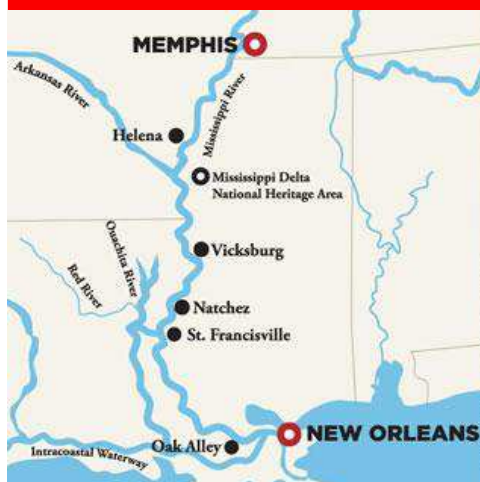 MEMPHIS
Arkansas River
Mississippi River
Helena
Mississippi Delta
National Heritage Area
Ouachita River
Vicksburg
Red River
Natchez
St. Francisville
NEW ORLEANS
Oak Alley
Intracoastal Waterway